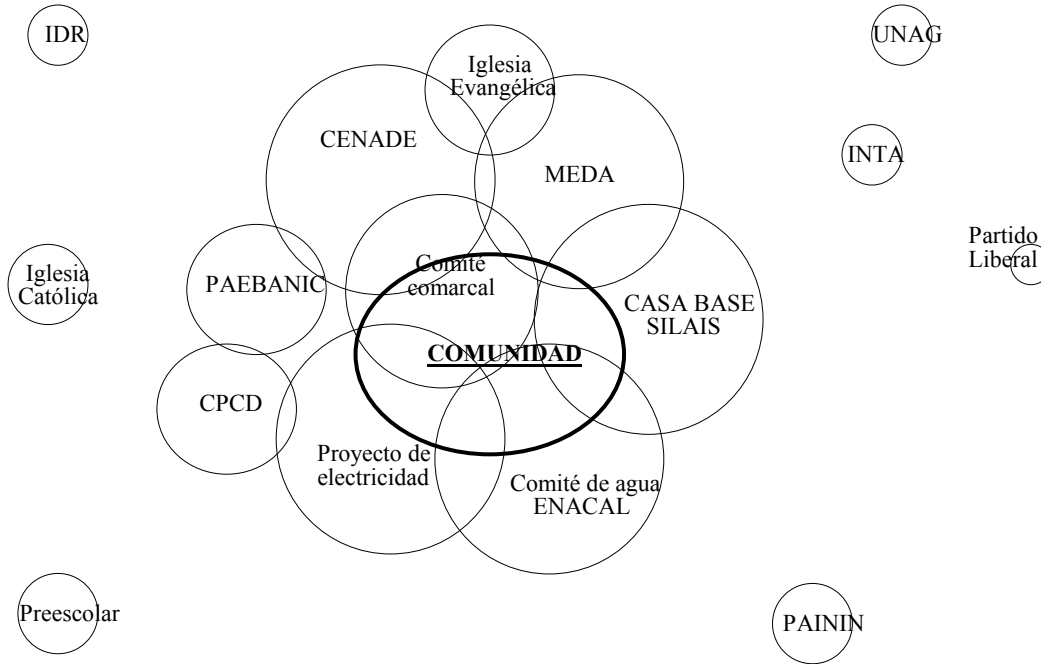 IDR
UNAG
Iglesia
Evangélica
CENADE
INTA
MEDA
Partido
Liberal
Iglesia
Católica
PAEBANIC
Comité
comarcal
CASA BASE
SILAIS
COMUNIDAD
CPCD
Proyecto de
electricidad
Comité de agua
ENACAL
Preescolar
PAININ